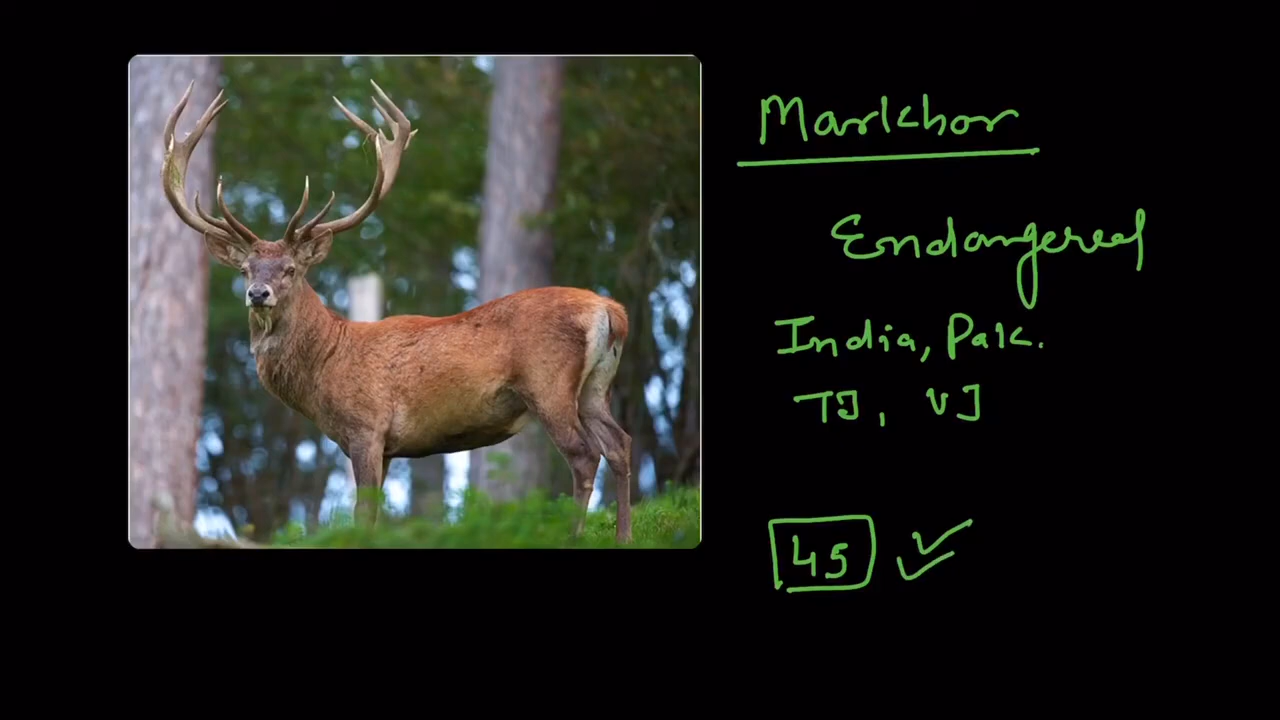 Markhor
Endangered
India, Pak.
TJ, UJ
45